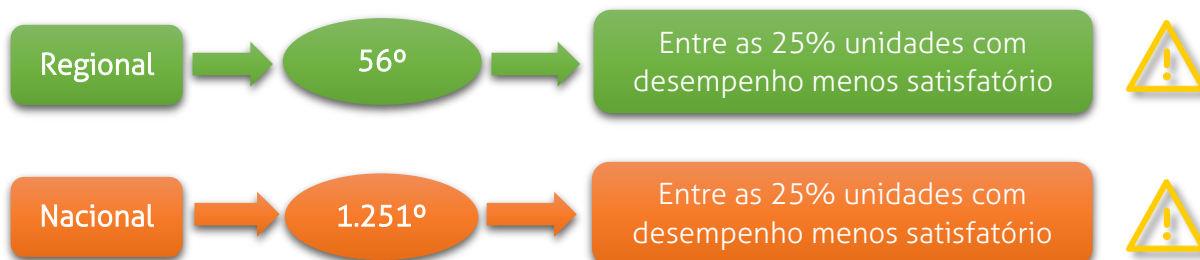 Regional
56º
Entre as 25% unidades com
desempenho menos satisfatório
Nacional
1.251º
Entre as 25% unidades com
desempenho menos satisfatório